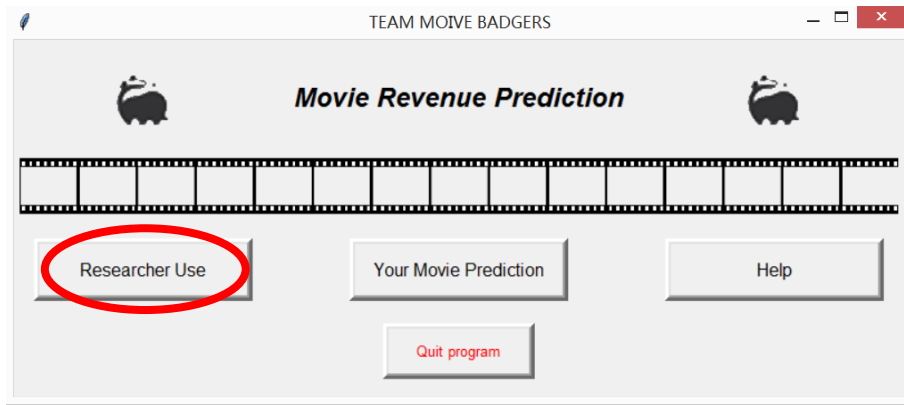 TEAM MOIVE BADGERS
Movie Revenue Prediction
Researcher Use
Your Movie Prediction
Help
Quit program